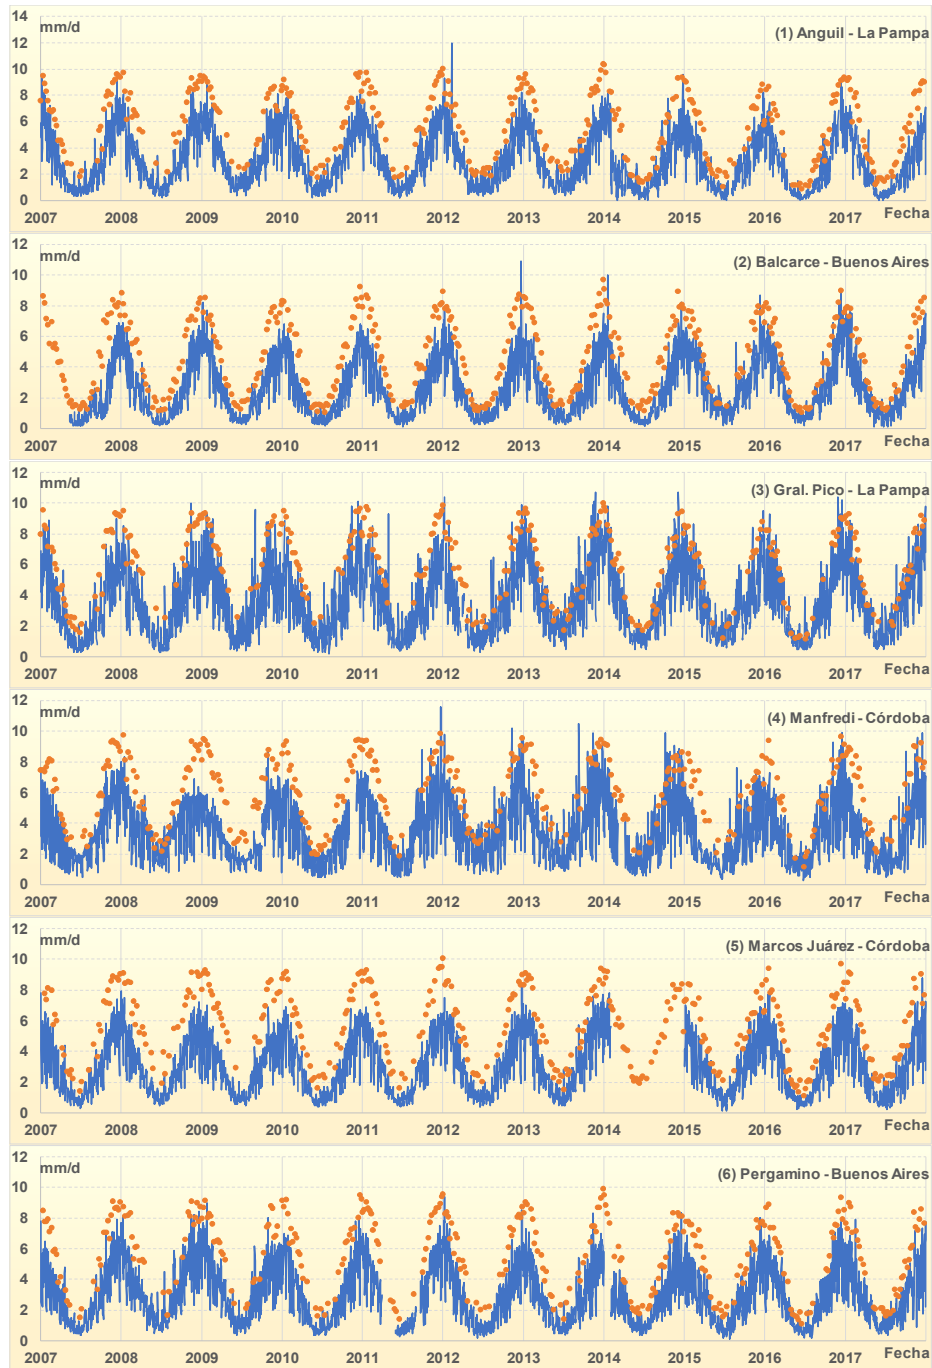 14
mm/d
(1) Anguil - La Pampa
12
10
8
6
4
2
0
Fecha
2007 2008 2009 2010 2011 2012 2013 2014 2015 2016 2017
12
mm/d
(2) Balcarce - Buenos Aires
10
8
6
4
2
0
Fecha
2007 2008 2009 2010 2011 2012 2013 2014 2015 2016 2017
12
mm/d
(3) Gral. Pico - La Pampa
10
8
6
4
2
0
Fecha
2007 2008 2009 2010 2011 2012 2013 2014 2015 2016 2017
12
mm/d
(4) Manfredi - Córdoba
10
8
6
4
2
0
Fecha
2007 2008 2009 2010 2011 2012 2013 2014 2015 2016 2017
12
mm/d
(5) Marcos Juárez - Córdoba
10
8
6
4
2
0
Fecha
2007 2008 2009 2010 2011 2012 2013 2014 2015 2016 2017
12
mm/d
(6) Pergamino - Buenos Aires
10
8
6
4
2
0
Fecha
2007 2008 2009 2010 2011 2012 2013 2014 2015 2016 2017